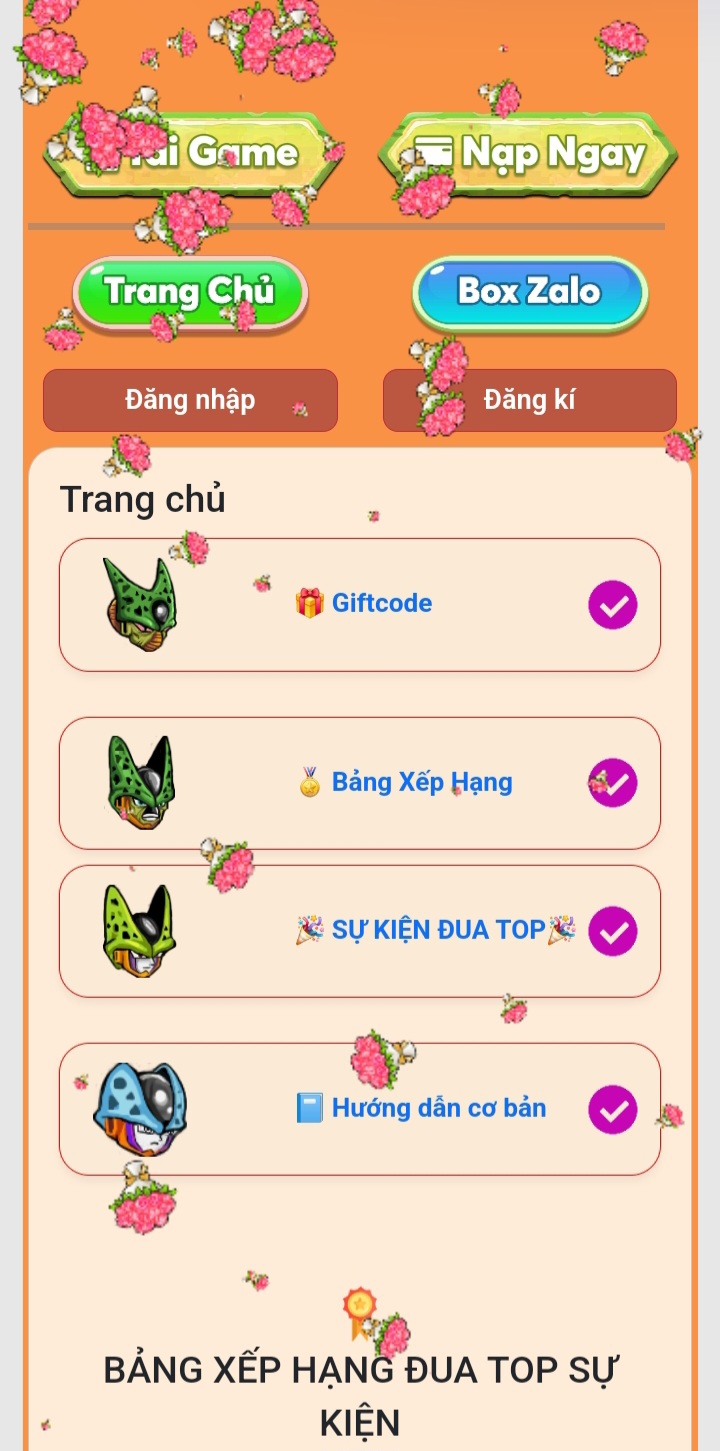 Tải Game
Nạp Ngay
Trang Chủ
Box Zalo
Đăng nhập
Đăng kí
Trang chủ
🎁 Giftcode
🏅 Bảng Xếp Hạng
🎉 SỰ KIỆN ĐUA TOP🎉
📘 Hướng dẫn cơ bản
BẢNG XẾP HẠNG ĐUA TOP SỰ
KIỆN